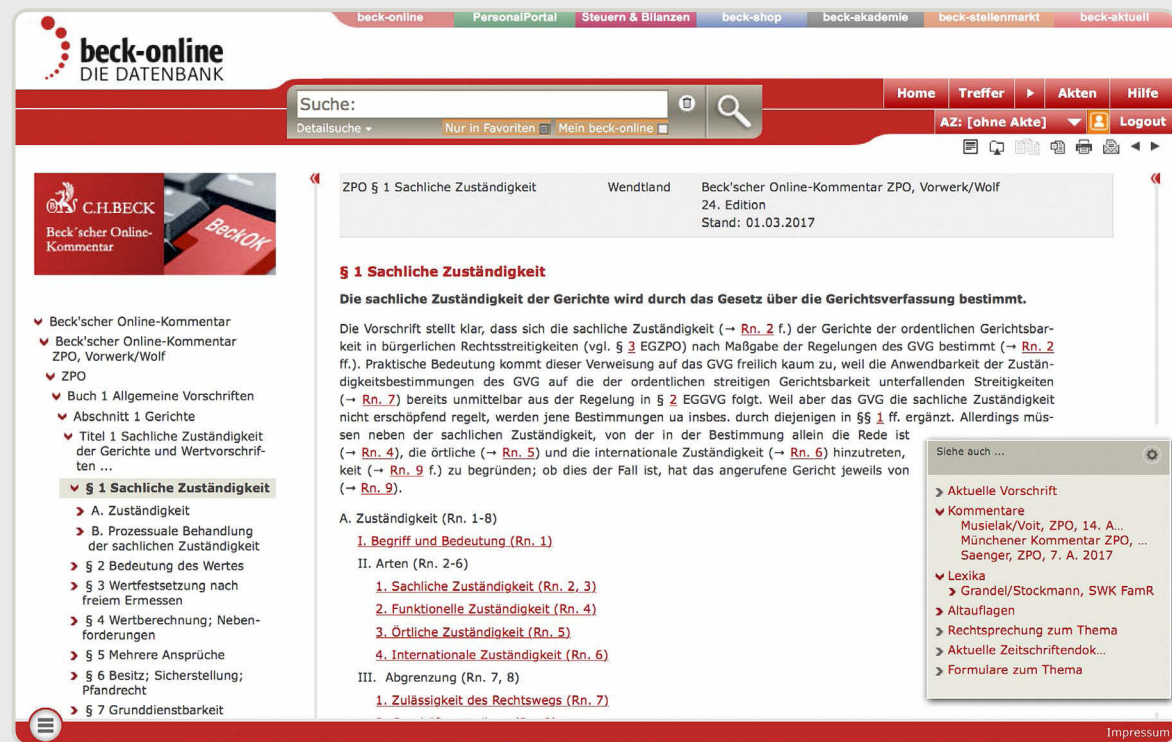 beck-online PersonalPortal Steuern & Bilanzen beck-shop beck-akademie beck-stellenmarkt beck-aktuell
beck-online
DIE DATENBANK
Suche:
Detailsuche
Nur in Favoriten
Mein beck-online
Home Treffer Akten Hilfe
AZ: [ohne Akte] Logout
C.H.BECK
Beck´scher Online-
Kommentar
BeckOK
Beck'scher Online-Kommentar
Beck'scher Online-Kommentar
ZPO, Vorwerk/Wolf
ZPO
Buch 1 Allgemeine Vorschriften
Abschnitt 1 Gerichte
Titel 1 Sachliche Zuständigkeit
der Gerichte und Wertvorschrif-
ten ...
§ 1 Sachliche Zuständigkeit
A. Zuständigkeit
B. Prozessuale Behandlung
der sachlichen Zuständigkeit
§ 2 Bedeutung des Wertes
§ 3 Wertfestsetzung nach
freiem Ermessen
§ 4 Wertberechnung; Neben-
forderungen
§ 5 Mehrere Ansprüche
§ 6 Besitz; Sicherstellung;
Pfandrecht
§ 7 Grunddienstbarkeit
ZPO § 1 Sachliche Zuständigkeit Wendtland Beck'scher Online-Kommentar ZPO, Vorwerk/Wolf
24. Edition
Stand: 01.03.2017
§ 1 Sachliche Zuständigkeit
Die sachliche Zuständigkeit der Gerichte wird durch das Gesetz über die Gerichtsverfassung bestimmt.
Die Vorschrift stellt klar, dass sich die sachliche Zuständigkeit (→ Rn. 2 f.) der Gerichte der ordentlichen Gerichtsbar-
keit in bürgerlichen Rechtsstreitigkeiten (vgl. § 3 EGZPO) nach Maßgabe der Regelungen des GVG bestimmt (→ Rn. 2
ff.). Praktische Bedeutung kommt dieser Verweisung auf das GVG freilich kaum zu, weil die Anwendbarkeit der Zustän-
digkeitsbestimmungen des GVG auf die der ordentlichen streitigen Gerichtsbarkeit unterfallenden Streitigkeiten
(→ Rn. 7) bereits unmittelbar aus der Regelung in § 2 EGGVG folgt. Weil aber das GVG die sachliche Zuständigkeit
nicht erschöpfend regelt, werden jene Bestimmungen ua insbes. durch diejenigen in §§ 1 ff. ergänzt. Allerdings müs-
sen neben der sachlichen Zuständigkeit, von der in der Bestimmung allein die Rede ist
(→ Rn. 4), die örtliche (→ Rn. 5) und die internationale Zuständigkeit (→ Rn. 6) hinzutreten,
keit (→ Rn. 9 f.) zu begründen; ob dies der Fall ist, hat das angerufene Gericht jeweils von
(→ Rn. 9).
A. Zuständigkeit (Rn. 1-8)
I. Begriff und Bedeutung (Rn. 1)
II. Arten (Rn. 2-6)
1. Sachliche Zuständigkeit (Rn. 2, 3)
2. Funktionelle Zuständigkeit (Rn. 4)
3. Örtliche Zuständigkeit (Rn. 5)
4. Internationale Zuständigkeit (Rn. 6)
III. Abgrenzung (Rn. 7, 8)
1. Zulässigkeit des Rechtswegs (Rn. 7)
Siehe auch ...
Aktuelle Vorschrift
Kommentare
Musielak/Voit, ZPO, 14. A...
Münchener Kommentar ZPO, ...
Saenger, ZPO, 7. A. 2017
Lexika
Grandel/Stockmann, SWK FamR
Altauflagen
Rechtsprechung zum Thema
Aktuelle Zeitschriftendok...
Formulare zum Thema
Impressum